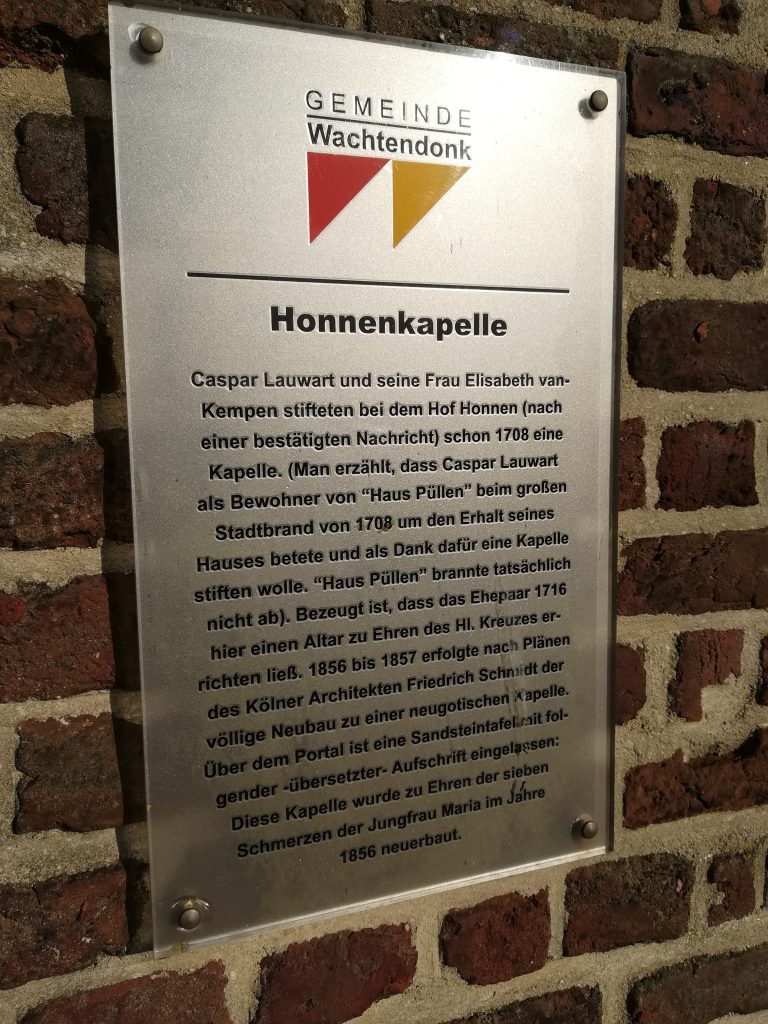 GEMEINDE
Wachtendonk
Honnenkapelle
Caspar Lauwart und seine Frau Elisabeth van-
Kempen stifteten bei dem Hof Honnen (nach
einer bestätigten Nachricht) schon 1708 eine
Kapelle. (Man erzählt, dass Caspar Lauwart
als Bewohner von “Haus Püllen” beim großen
Stadtbrand von 1708 um den Erhalt seines
Hauses betete und als Dank dafür eine Kapelle
stiften wolle. “Haus Püllen” brannte tatsächlich
nicht ab). Bezeugt ist, dass das Ehepaar 1716
hier einen Altar zu Ehren des Hl. Kreuzes er-
richten ließ. 1856 bis 1857 erfolgte nach Plänen
des Kölner Architekten Friedrich Schmidt der
völlige Neubau zu einer neugotischen Kapelle.
Über dem Portal ist eine Sandsteintafel mit fol-
gender -übersetzter- Aufschrift eingelassen:
Diese Kapelle wurde zu Ehren der sieben
Schmerzen der Jungfrau Maria im Jahre
1856 neuerbaut.